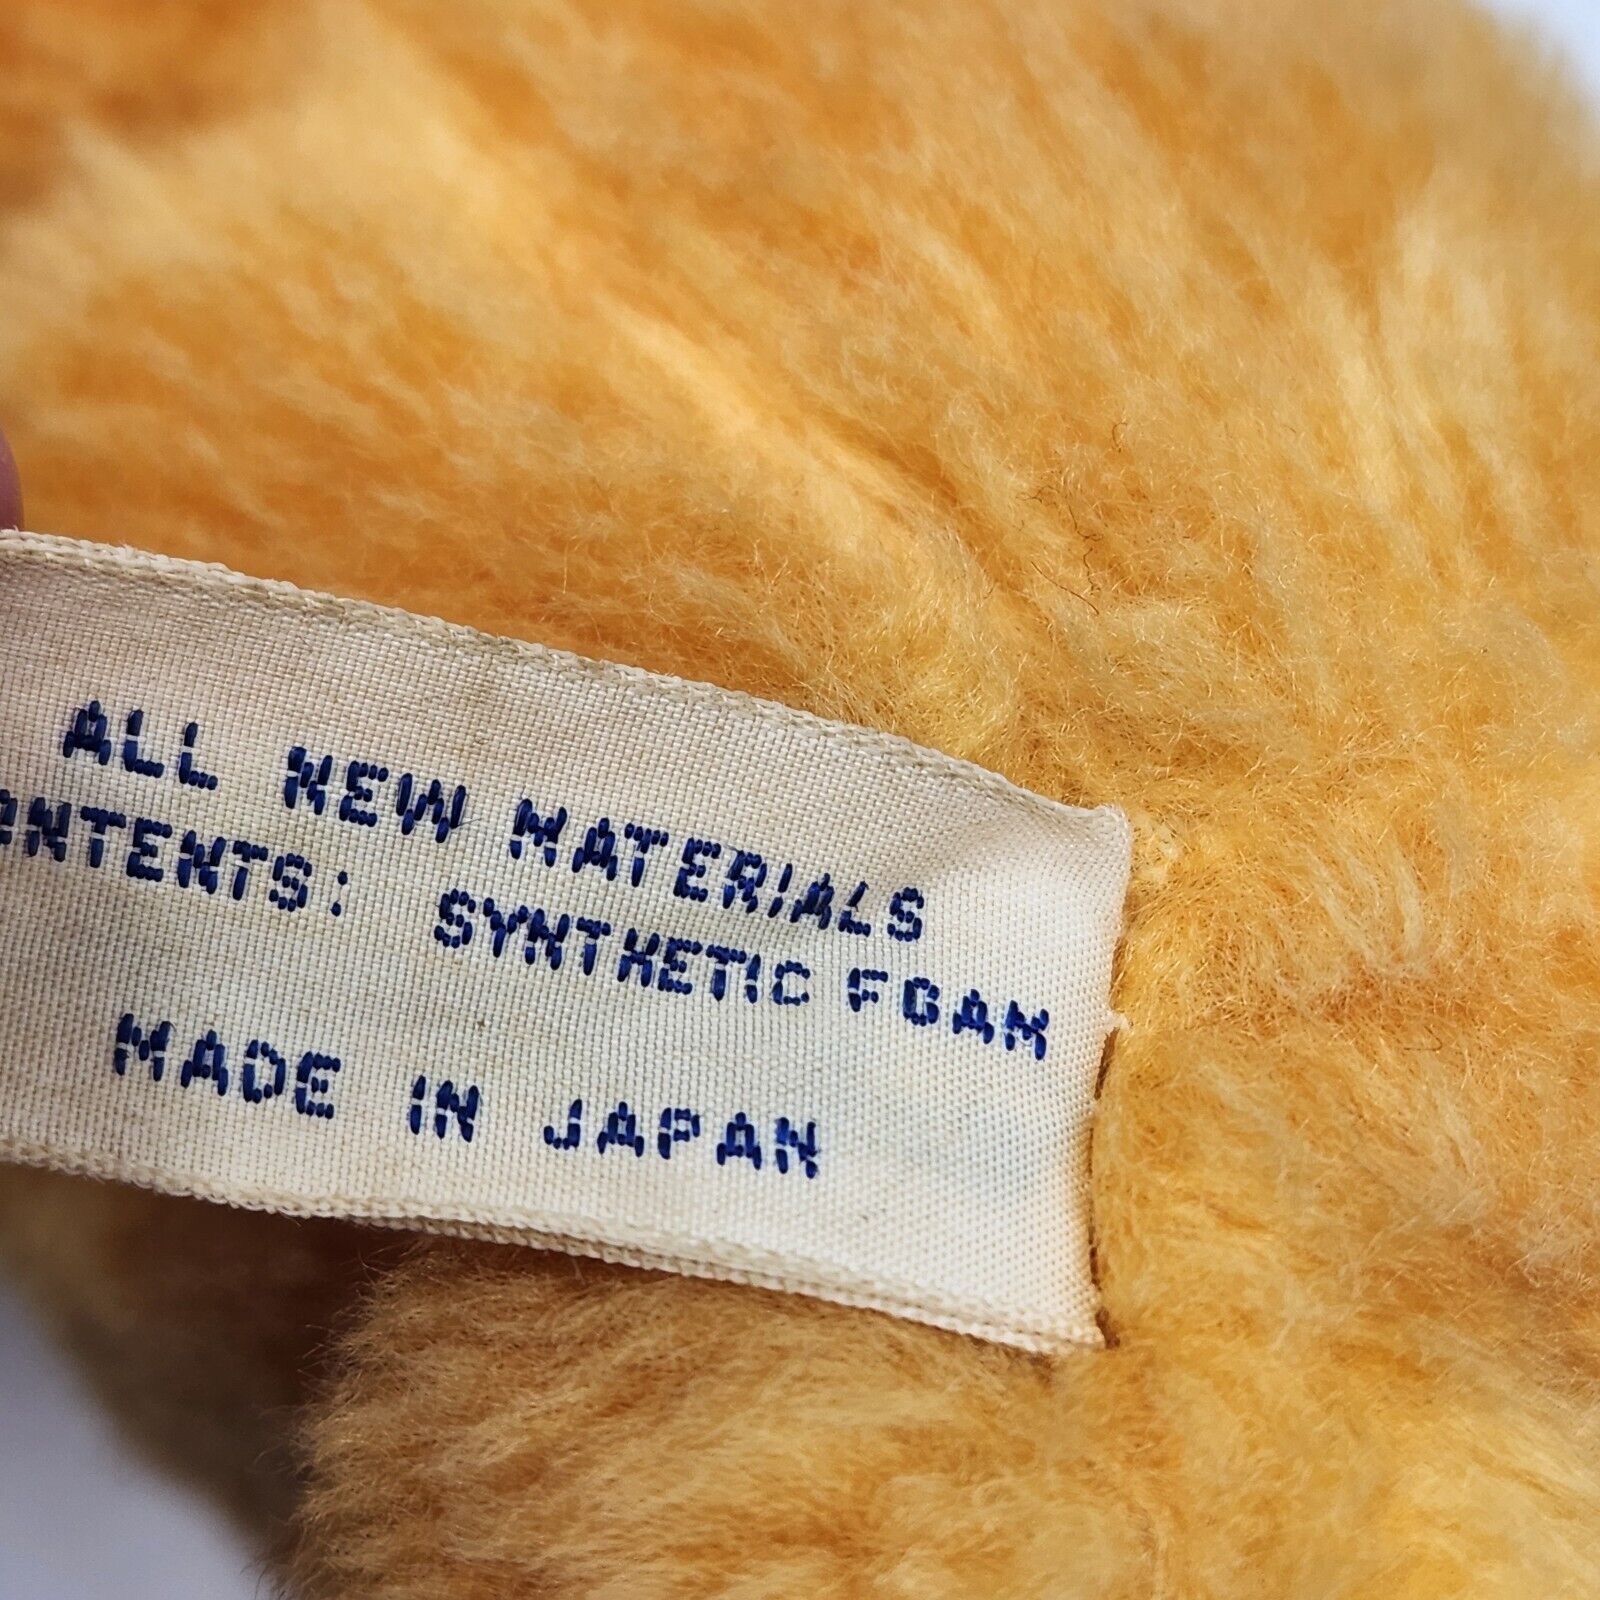 ALL NEW MATERIALS
ONTENTS: SYNTHETIC FOAM
MADE IN JAPAN